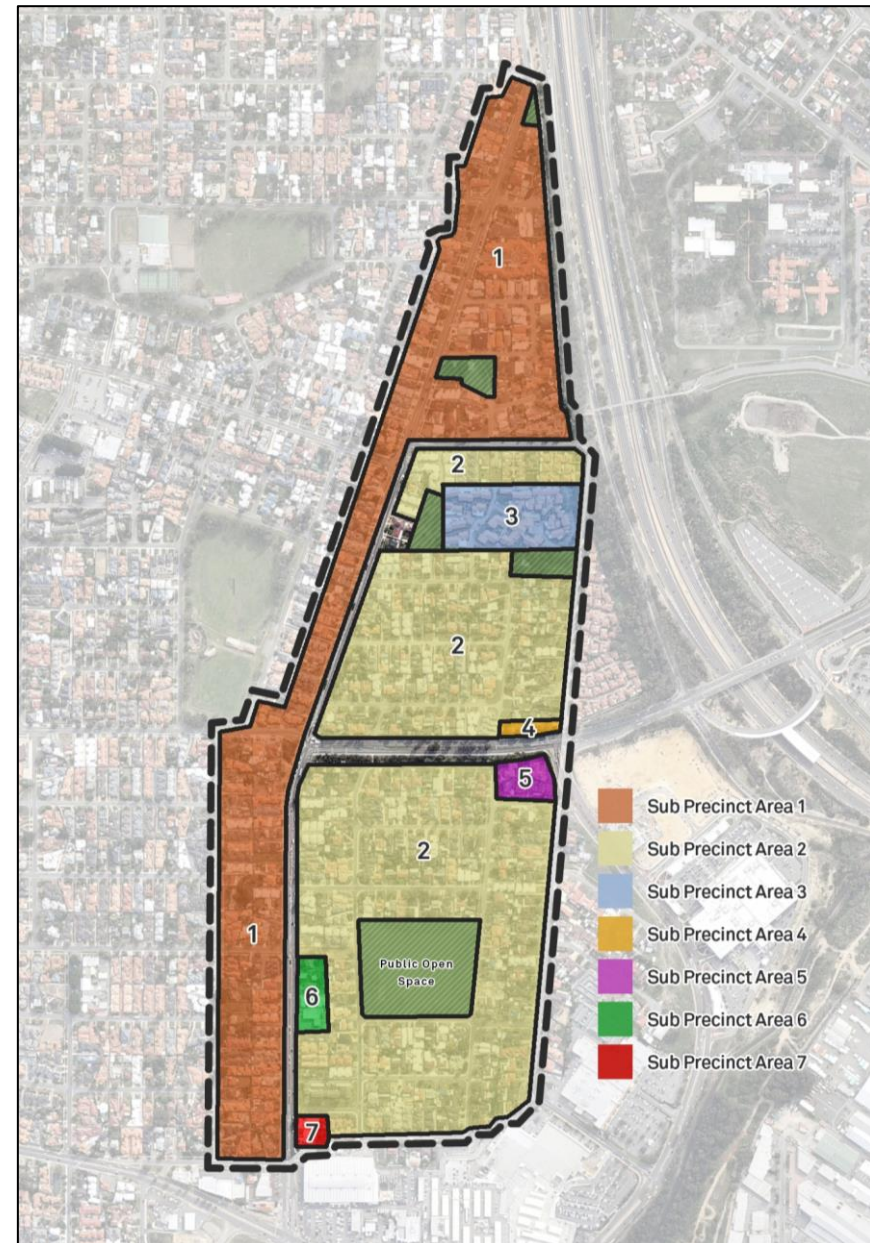 1
2
3
2
4
5
2
1
Public Open
Space
6
7
Sub Precinct Area 1
Sub Precinct Area 2
Sub Precinct Area 3
Sub Precinct Area 4
Sub Precinct Area 5
Sub Precinct Area 6
Sub Precinct Area 7